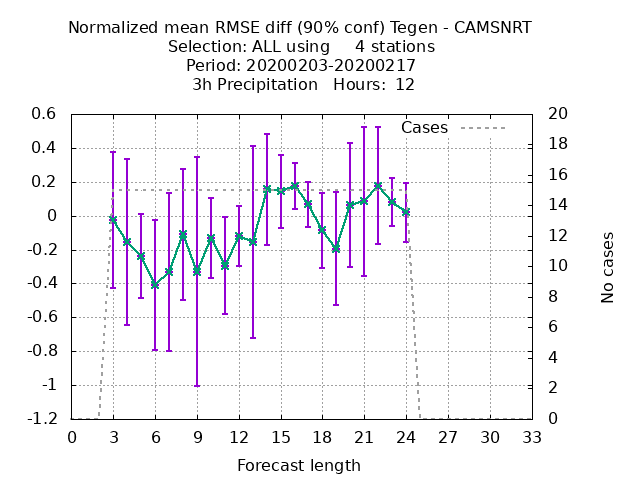 Normalized mean RMSE diff (90% conf) Tegen - CAMSNRT
Selection: ALL using     4 stations
Period: 20200203-20200217
3h Precipitation   Hours:  12
Cases
0.6
0.4
0.2
0
-0.2
-0.4
-0.6
-0.8
-1
-1.2
20
18
16
14
12
10
8
6
4
2
0
No cases
0 3 6 9 12 15 18 21 24 27 30 33
Forecast length